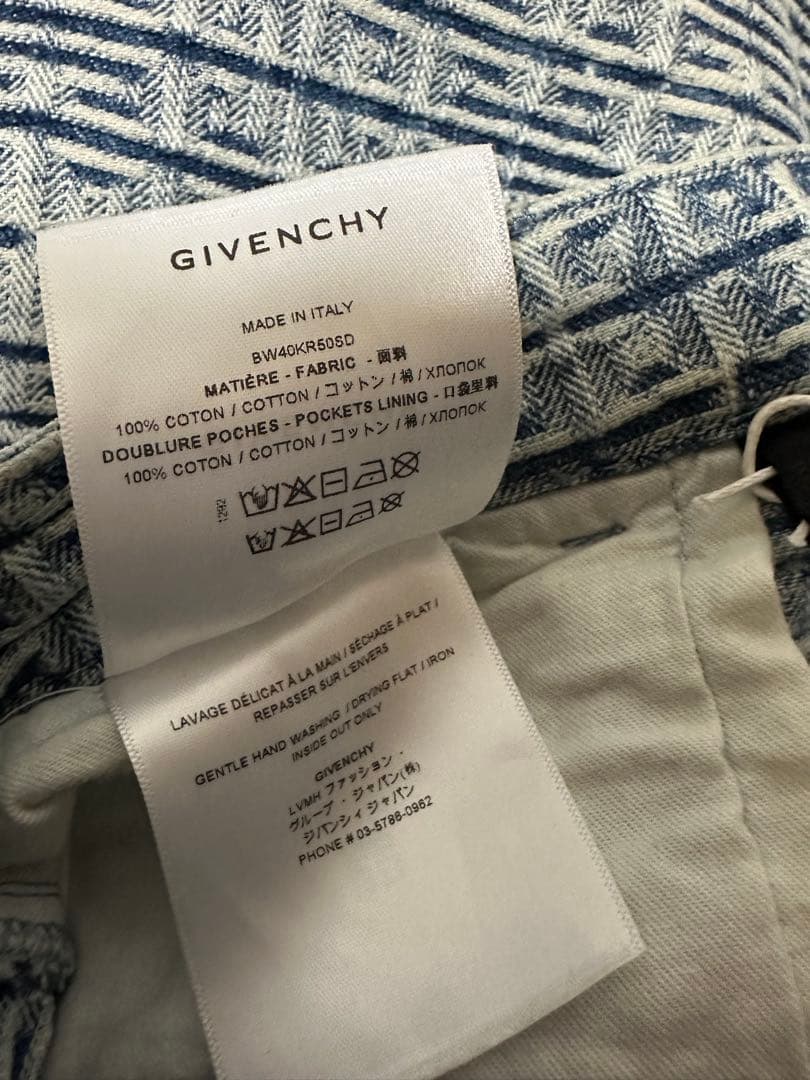 GIVENCHY
MADE IN ITALY
BW40KR50SD
MATIÈRE - FABRIC - 面料
100% COTON / COTTON / コットン / 棉 / ХЛОПОК
DOUBLURE POCHES - POCKETS LINING - 口袋里料
100% COTON / COTTON / コットン / 棉 / ХЛОПОК
1292
LAVAGE DÉLICAT À LA MAIN / SÉCHAGE À PLAT /
REPASSER SUR L'ENVERS
GENTLE HAND WASHING / DRYING FLAT / IRON
INSIDE OUT ONLY
GIVENCHY
LVMH ファッション ·
グループ · ジャパン(株)
ジバンシィ ジャパン
PHONE # 03-5788-0962